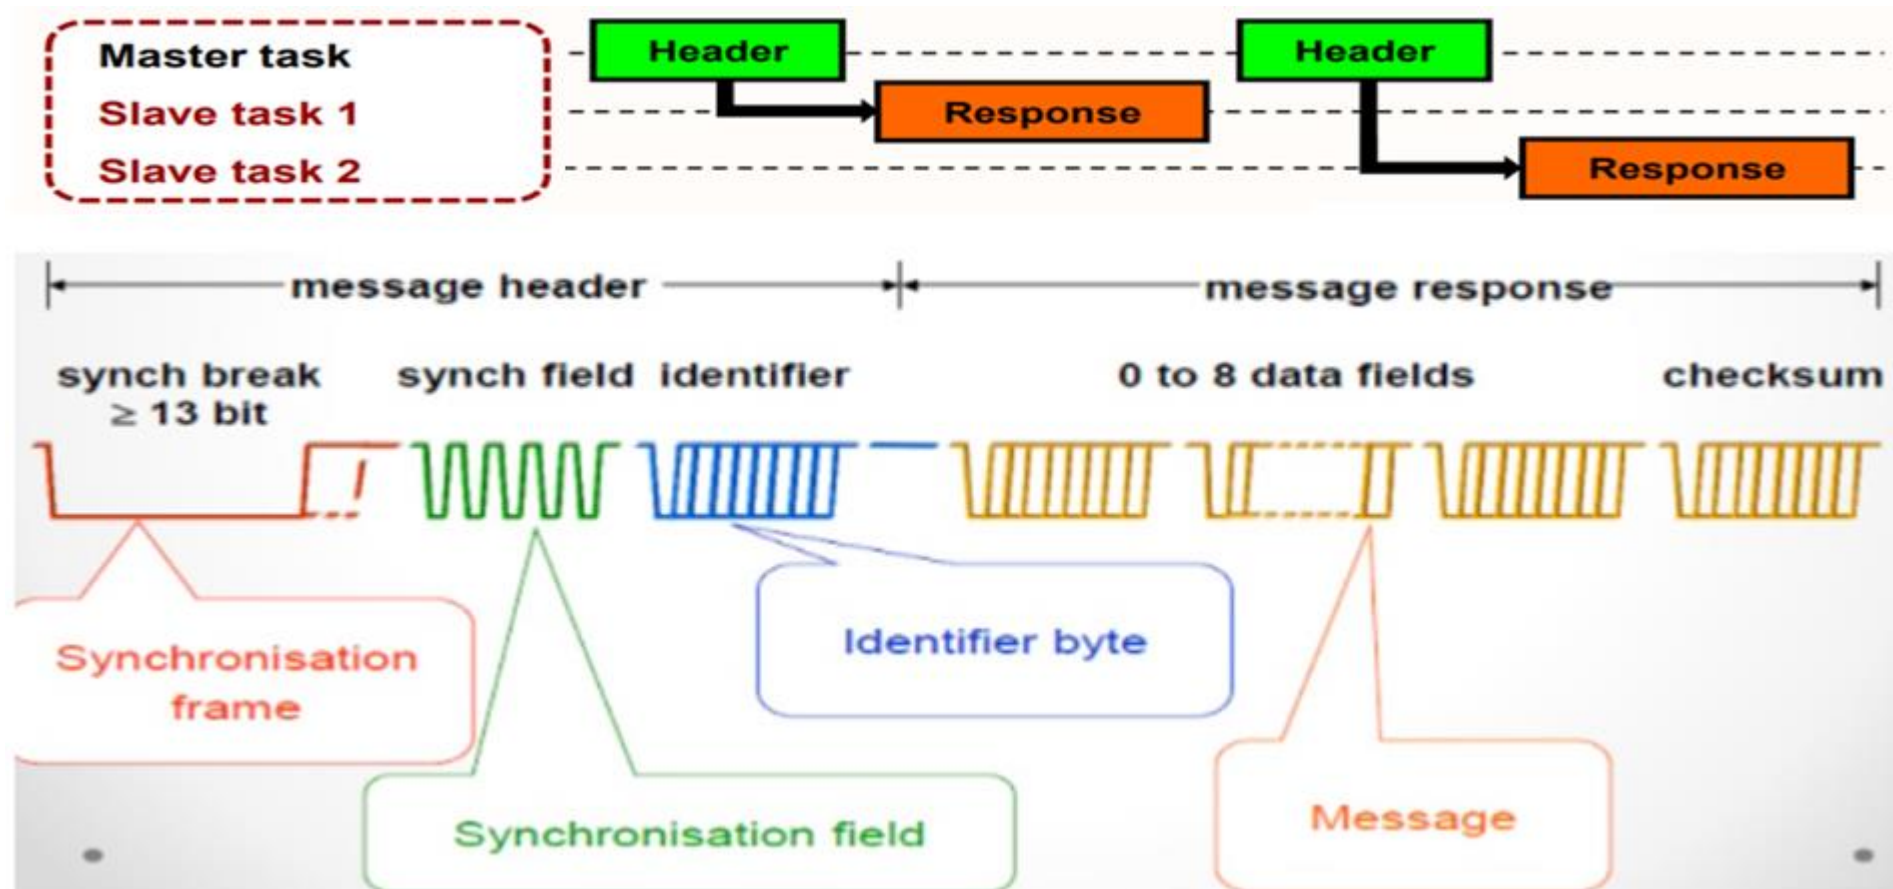 Master task
Header
Header
Slave task 1
Response
Slave task 2
Response
message header
message response
synch break
≥ 13 bit
synch field
identifier
0 to 8 data fields
checksum
Synchronisation
frame
Identifier byte
Synchronisation field
Message